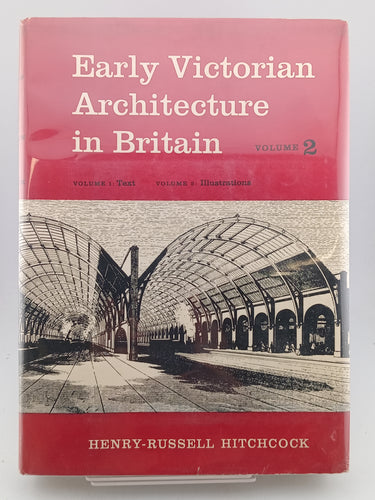 Early Victorian
Architecture
in Britain VOLUME 2
VOLUME 1: Text VOLUME 2: Illustrations
HENRY-RUSSELL HITCHCOCK